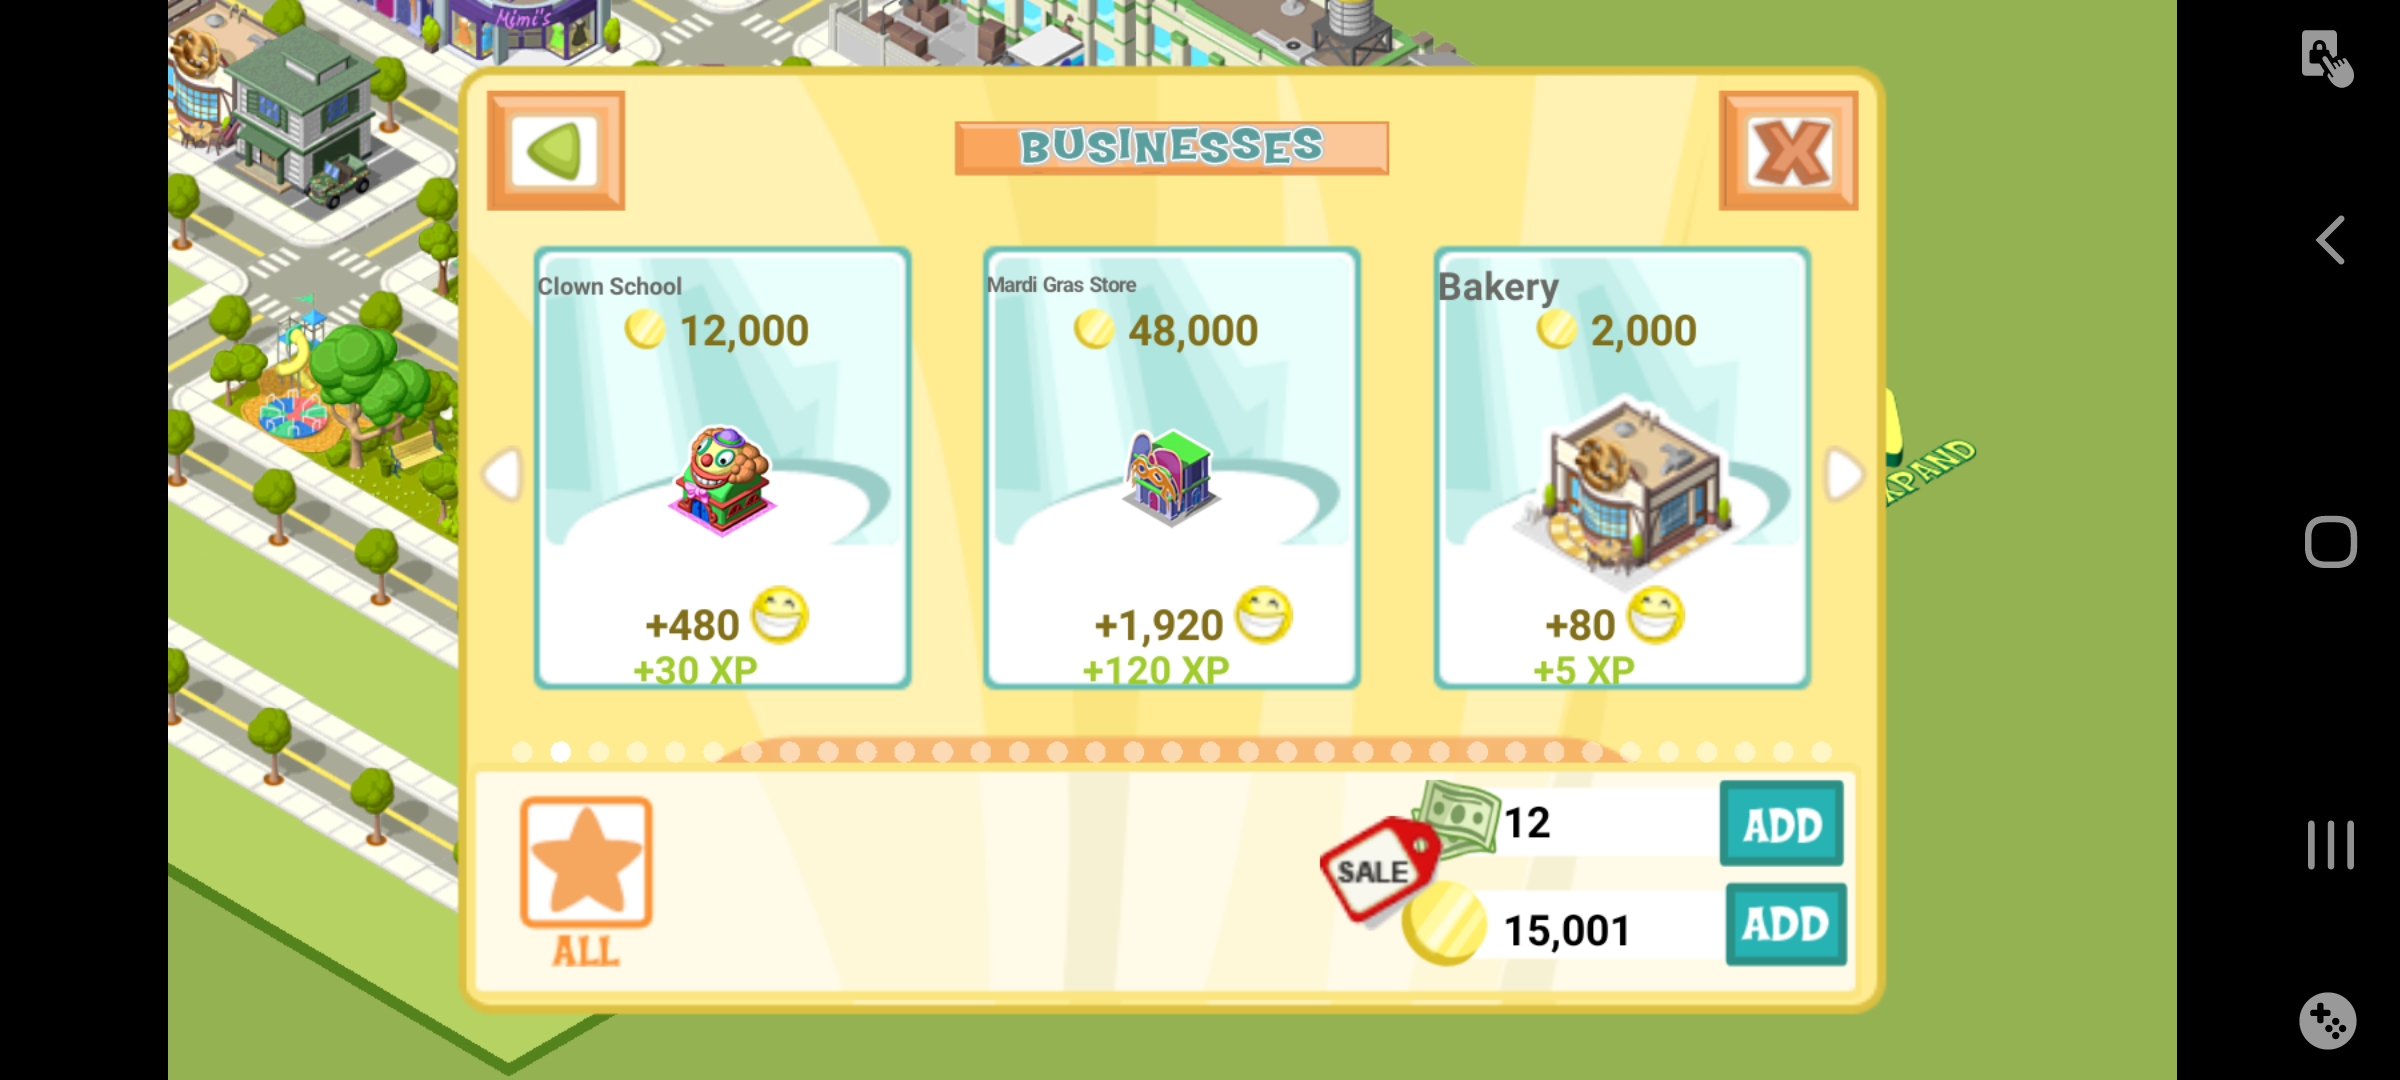 Mimi's
BUSINESSES
X
Clown School
12,000
+480
+30 XP
Mardi Gras Store
48,000
+1,920
+120 XP
Bakery
2,000
+80
+5 XP
XPAND
ALL
SALE
12
ADD
15,001
ADD